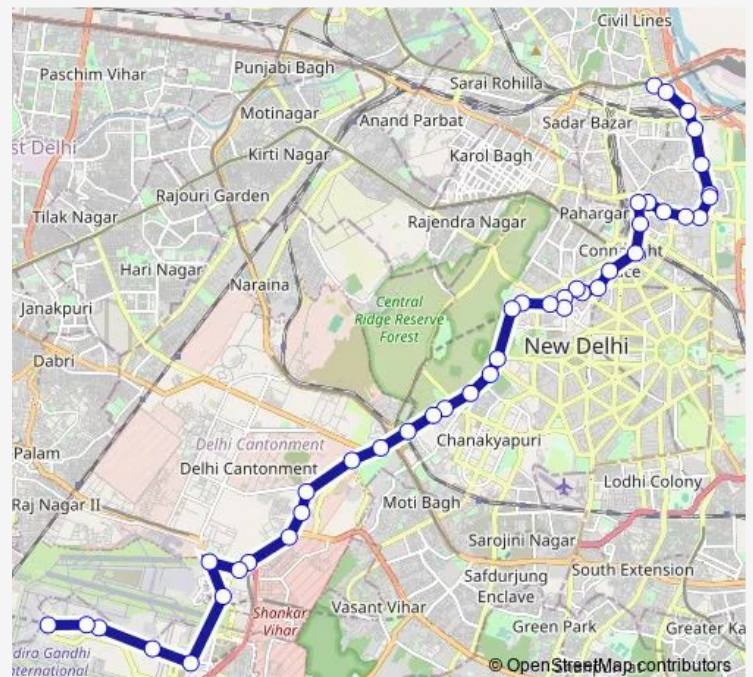 Civil Lines
Punjabi Bagh
Paschim Vihar
Sarai Rohilla
Motinagar
Anand Parbat
Sadar Bazar
st Delhi
Kirti Nagar
Karol Bagh
Rajouri Garden
Tilak Nagar
Rajendra Nagar
Pahargar
Hari Nagar
Naraina
Janakpuri
Central
Ridge Reserve
Forest
New Delhi
Dabri
Delhi Cantonment
Chanakyapuri
Palam
Delhi Cantonment
Lodhi Colony
Raj Nagar II
Moti Bagh
Sarojini Nagar
Safdurjung
Enclave
South Extension
Shankar
Vihar
Vasant Vihar
Green Park
Greater Ka
dira Gandhi
nternational
© OpenStreetMap contributors